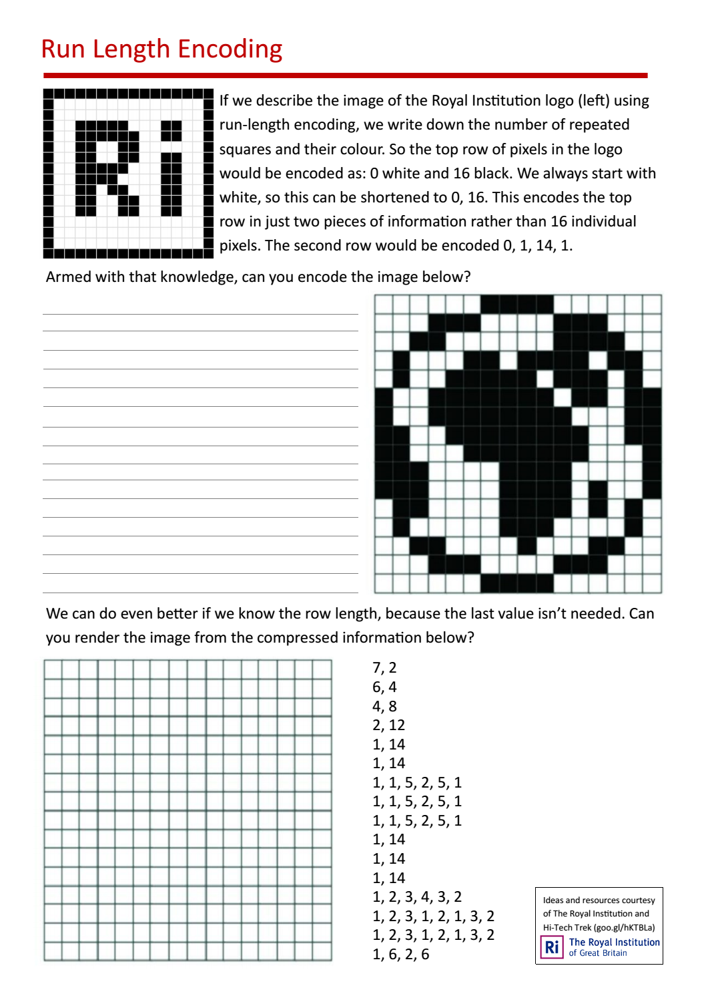 Run Length Encoding
If we describe the image of the Royal Institution logo (left) using
run-length encoding, we write down the number of repeated
squares and their colour. So the top row of pixels in the logo
would be encoded as: 0 white and 16 black. We always start with
white, so this can be shortened to 0, 16. This encodes the top
row in just two pieces of information rather than 16 individual
pixels. The second row would be encoded 0, 1, 14, 1.
Armed with that knowledge, can you encode the image below?
We can do even better if we know the row length, because the last value isn’t needed. Can
you render the image from the compressed information below?
7, 2
6, 4
4, 8
2, 12
1, 14
1, 14
1, 1, 5, 2, 5, 1
1, 1, 5, 2, 5, 1
1, 1, 5, 2, 5, 1
1, 14
1, 14
1, 14
1, 2, 3, 4, 3, 2
1, 2, 3, 1, 2, 1, 3, 2
1, 2, 3, 1, 2, 1, 3, 2
1, 6, 2, 6
Ideas and resources courtesy
of The Royal Institution and
Hi-Tech Trek (goo.gl/hKTBLa)
Ri The Royal Institution
of Great Britain